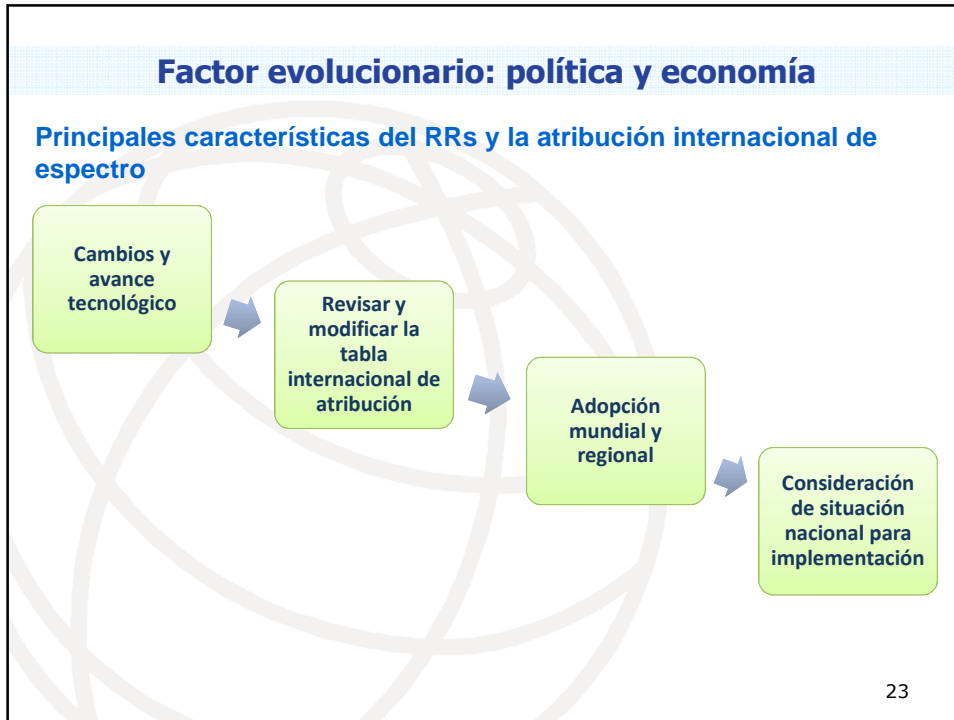 Factor evolucionario: política y economía
Principales características del RRs y la atribución internacional de
espectro
Cambios y
avance
tecnológico
Revisar y
modificar la
tabla
internacional de
atribución
Adopción
mundial y
regional
Consideración
de situación
nacional para
implementación
23